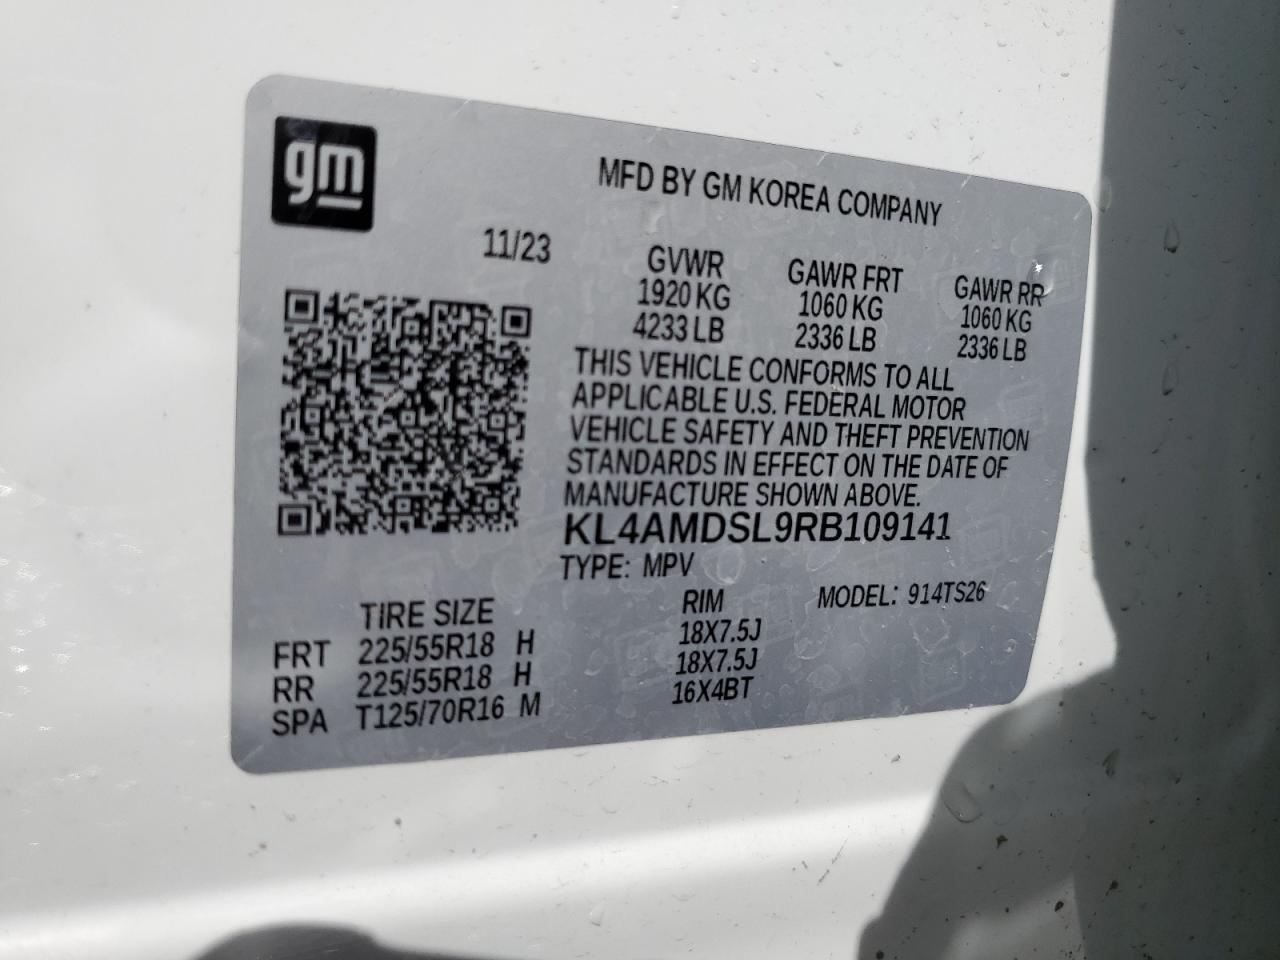 gm
MFD BY GM KOREA COMPANY
11/23
GVWR GAWR FRT GAWR RR
1920 KG 1060 KG 1060 KG
4233 LB 2336 LB 2336 LB
THIS VEHICLE CONFORMS TO ALL
APPLICABLE U.S. FEDERAL MOTOR
VEHICLE SAFETY AND THEFT PREVENTION
STANDARDS IN EFFECT ON THE DATE OF
MANUFACTURE SHOWN ABOVE.
KL4AMDSL9RB109141
TYPE: MPV
MODEL: 914TS26
TIRE SIZE RIM
FRT 225/55R18 H 18X7.5J
RR 225/55R18 H 18X7.5J
SPA T125/70R16 M 16X4BT